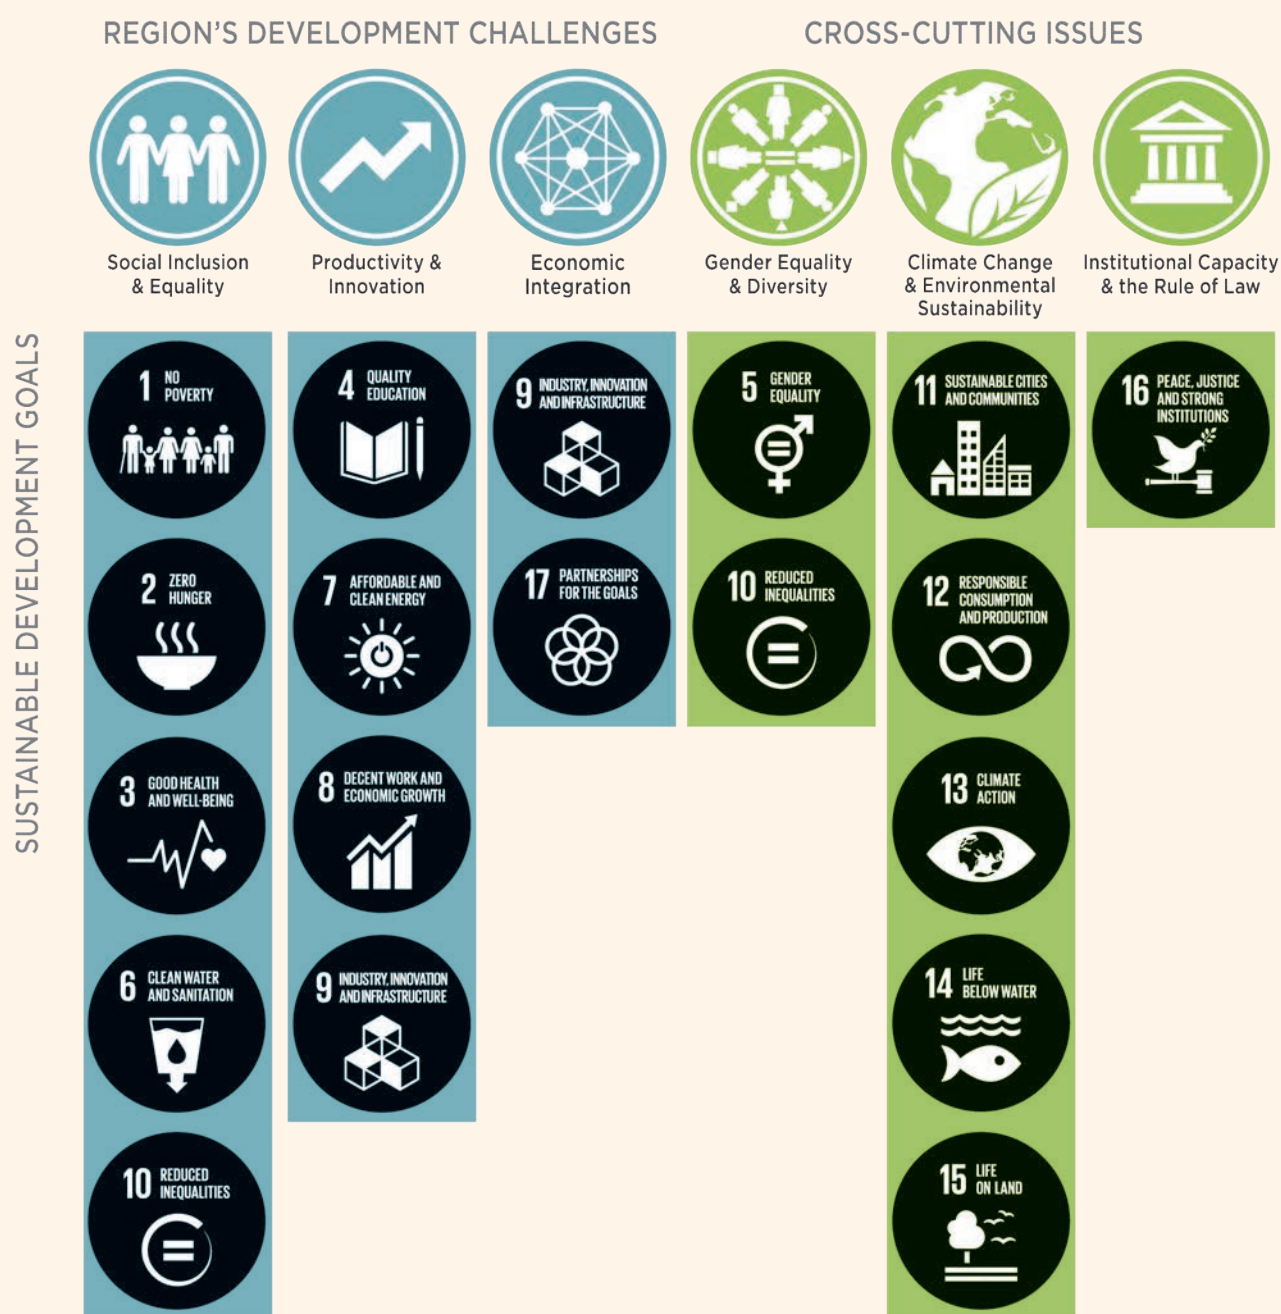 REGION'S DEVELOPMENT CHALLENGES
CROSS-CUTTING ISSUES
Social Inclusion
& Equality
Productivity &
Innovation
Economic
Integration
Gender Equality
& Diversity
Climate Change
& Environmental
Sustainability
Institutional Capacity
& the Rule of Law
SUSTAINABLE DEVELOPMENT GOALS
1 NO
POVERTY
2 ZERO
HUNGER
3 GOOD HEALTH
AND WELL-BEING
6 CLEAN WATER
AND SANITATION
10 REDUCED
INEQUALITIES
4 QUALITY
EDUCATION
7 AFFORDABLE AND
CLEAN ENERGY
8 DECENT WORK AND
ECONOMIC GROWTH
9 INDUSTRY, INNOVATION
AND INFRASTRUCTURE
9 INDUSTRY, INNOVATION
AND INFRASTRUCTURE
17 PARTNERSHIPS
FOR THE GOALS
5 GENDER
EQUALITY
10 REDUCED
INEQUALITIES
11 SUSTAINABLE CITIES
AND COMMUNITIES
12 RESPONSIBLE
CONSUMPTION
AND PRODUCTION
13 CLIMATE
ACTION
14 LIFE
BELOW WATER
15 LIFE
ON LAND
16 PEACE, JUSTICE
AND STRONG
INSTITUTIONS